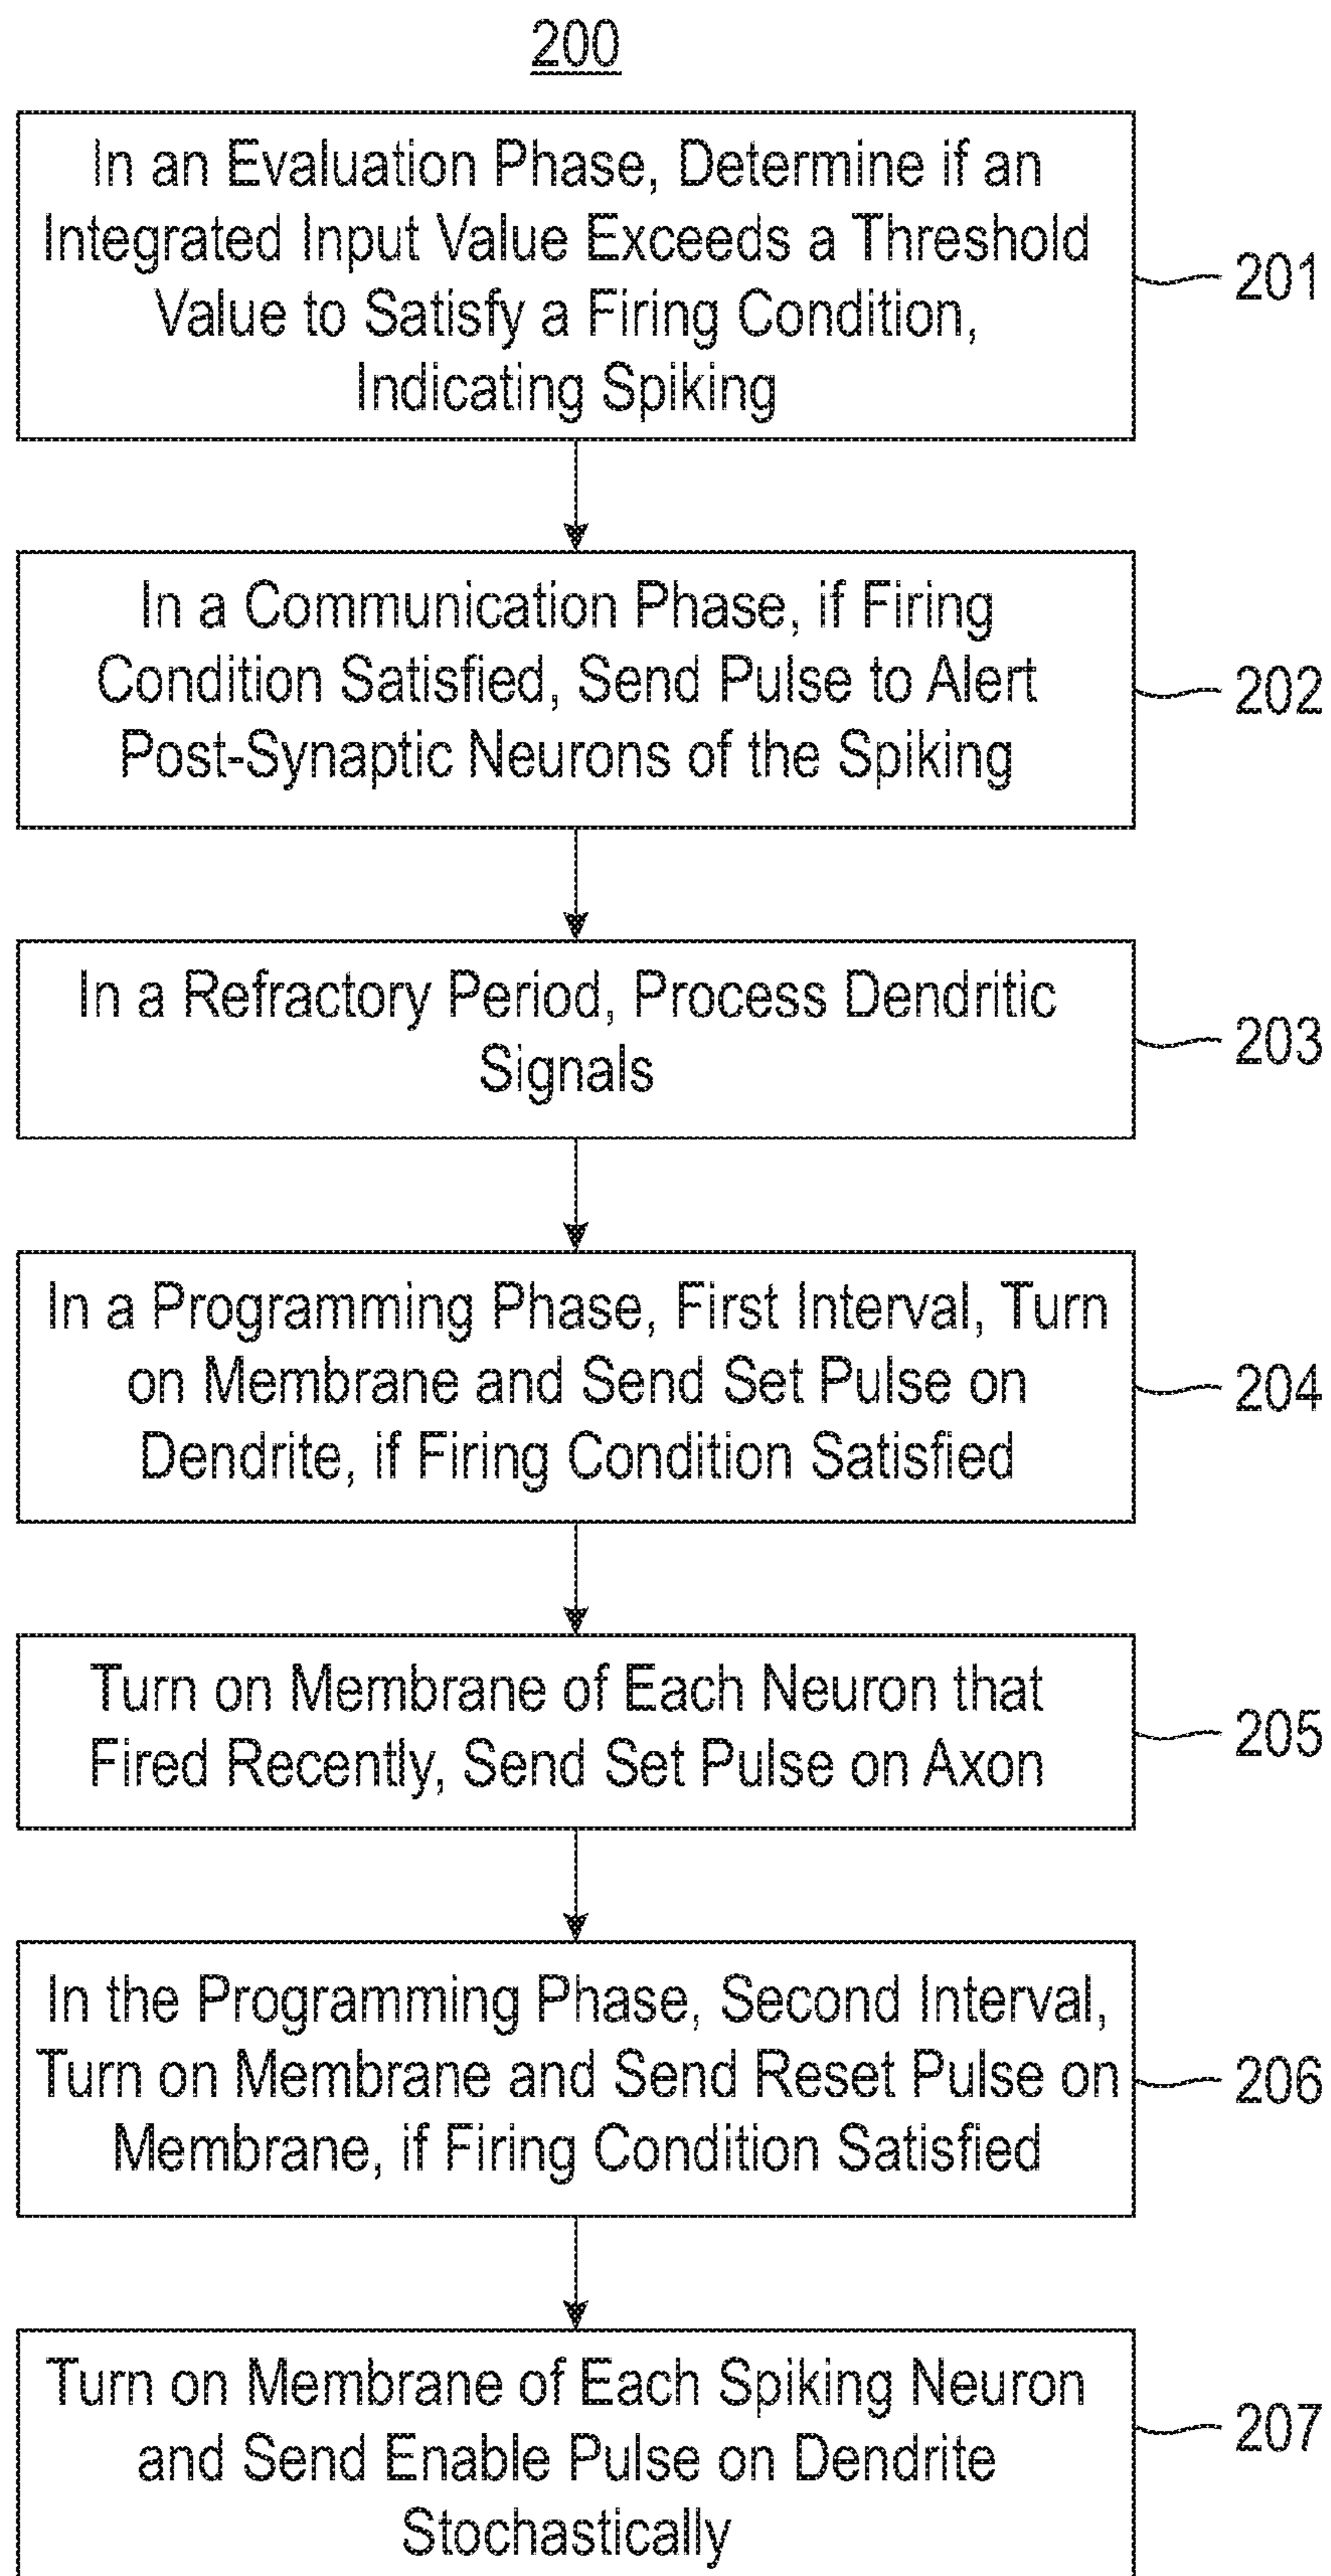 200
In an Evaluation Phase, Determine if an
Integrated Input Value Exceeds a Threshold
Value to Satisfy a Firing Condition,
Indicating Spiking
201
In a Communication Phase, if Firing
Condition Satisfied, Send Pulse to Alert
Post-Synaptic Neurons of the Spiking
202
In a Refractory Period, Process Dendritic
Signals
203
In a Programming Phase, First Interval, Turn
on Membrane and Send Set Pulse on
Dendrite, if Firing Condition Satisfied
204
Turn on Membrane of Each Neuron that
Fired Recently, Send Set Pulse on Axon
205
In the Programming Phase, Second Interval,
Turn on Membrane and Send Reset Pulse on
Membrane, if Firing Condition Satisfied
206
Turn on Membrane of Each Spiking Neuron
and Send Enable Pulse on Dendrite
Stochastically
207